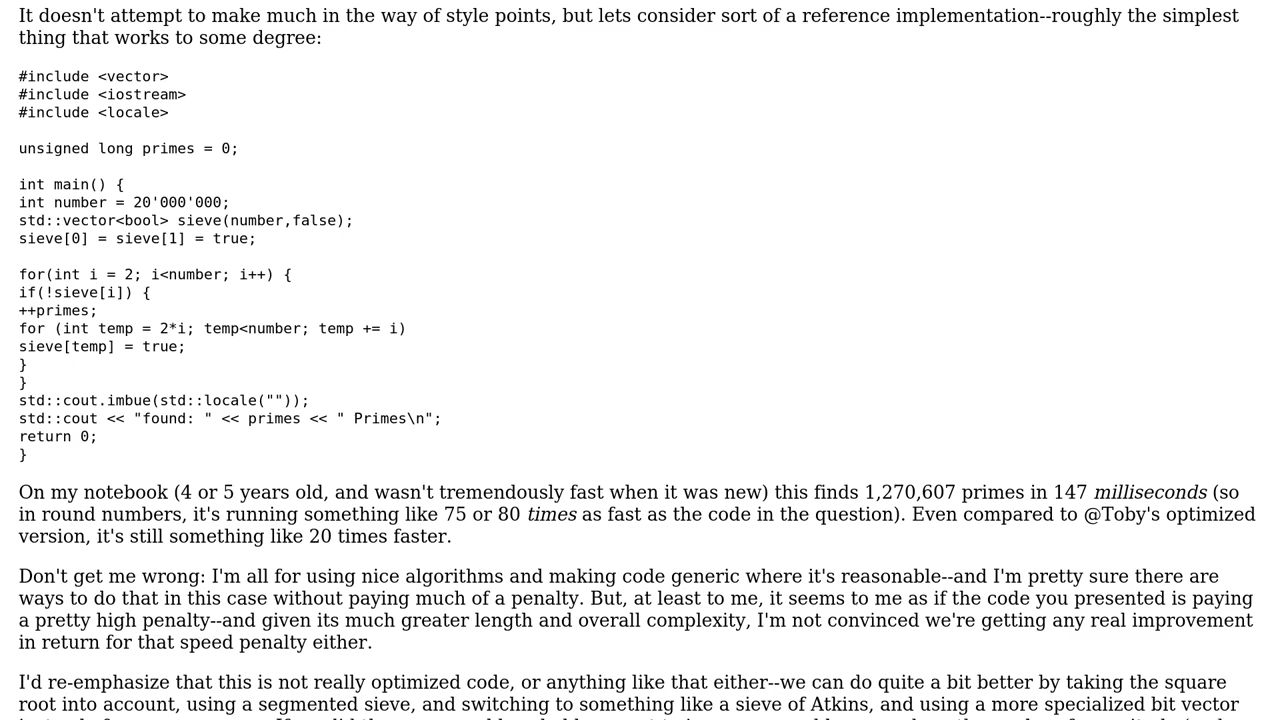 It doesn't attempt to make much in the way of style points, but lets consider sort of a reference implementation--roughly the simplest
thing that works to some degree:
#include <vector>
#include <iostream>
#include <locale>
unsigned long primes = 0;
int main() {
int number = 20'000'000;
std::vector<bool> sieve(number,false);
sieve[0] = sieve[1] = true;
for(int i = 2; i<number; i++) {
if(!sieve[i]) {
++primes;
for (int temp = 2*i; temp<number; temp += i)
sieve[temp] = true;
}
}
std::cout.imbue(std::locale(""));
std::cout << "found: " << primes << " Primes\n";
return 0;
}
On my notebook (4 or 5 years old, and wasn't tremendously fast when it was new) this finds 1,270,607 primes in 147 milliseconds (so
in round numbers, it's running something like 75 or 80 times as fast as the code in the question). Even compared to @Toby's optimized
version, it's still something like 20 times faster.
Don't get me wrong: I'm all for using nice algorithms and making code generic where it's reasonable--and I'm pretty sure there are
ways to do that in this case without paying much of a penalty. But, at least to me, it seems to me as if the code you presented is paying
a pretty high penalty--and given its much greater length and overall complexity, I'm not convinced we're getting any real improvement
in return for that speed penalty either.
I'd re-emphasize that this is not really optimized code, or anything like that either--we can do quite a bit better by taking the square
root into account, using a segmented sieve, and switching to something like a sieve of Atkins, and using a more specialized bit vector